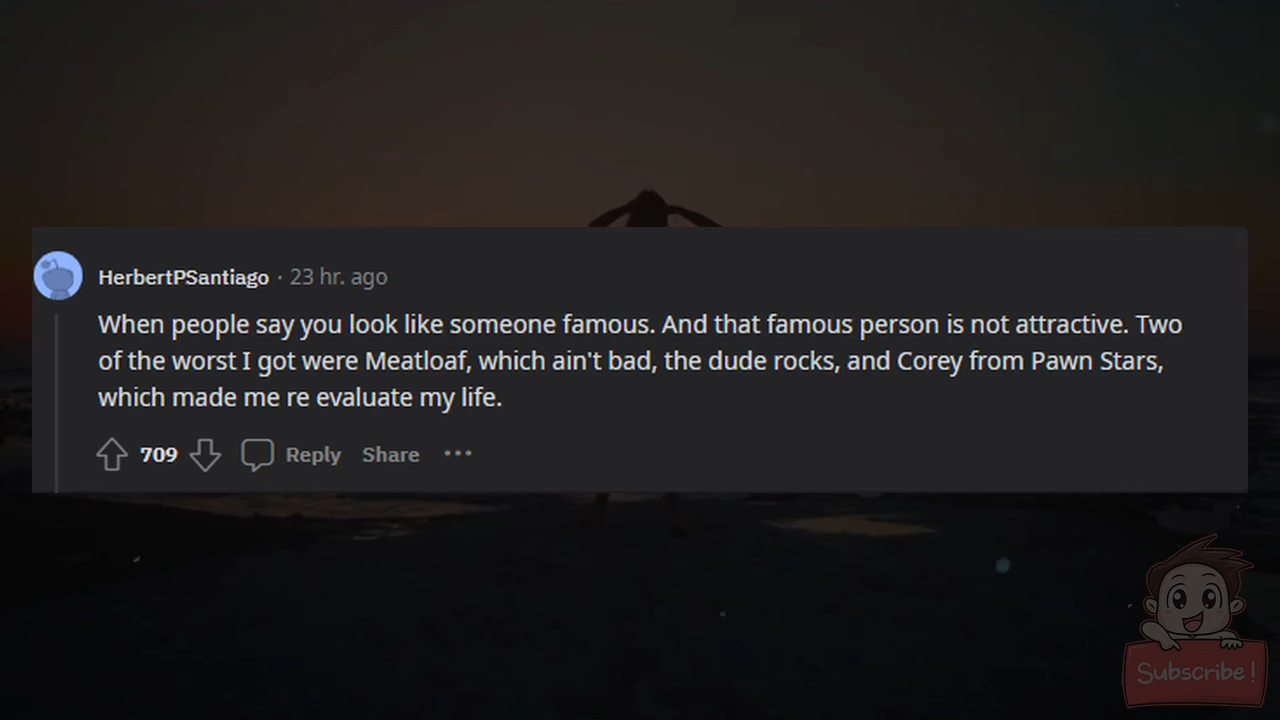 HerbertPSantiago · 23 hr. ago
When people say you look like someone famous. And that famous person is not attractive. Two
of the worst I got were Meatloaf, which ain't bad, the dude rocks, and Corey from Pawn Stars,
which made me re evaluate my life.
709 Reply Share ···
Subscribe!